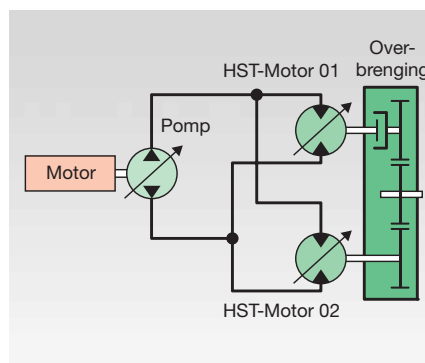 Over-
brenging
HST-Motor 01
Pomp
Motor
HST-Motor 02